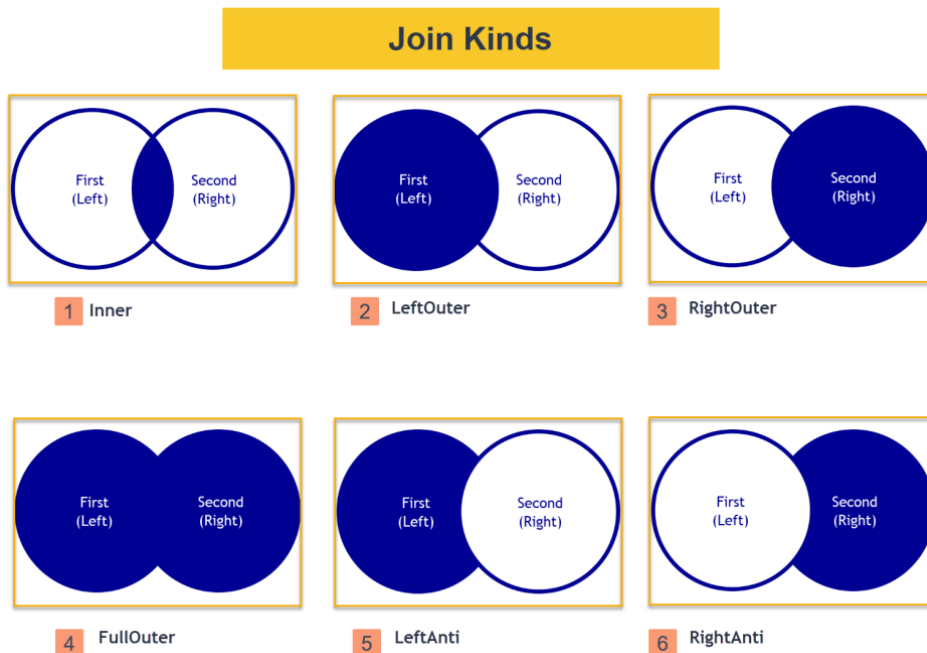 Join Kinds
First
(Left)
Second
(Right)
1 Inner
First
(Left)
Second
(Right)
2 LeftOuter
First
(Left)
Second
(Right)
3 RightOuter
First
(Left)
Second
(Right)
4 FullOuter
First
(Left)
Second
(Right)
5 LeftAnti
First
(Left)
Second
(Right)
6 RightAnti